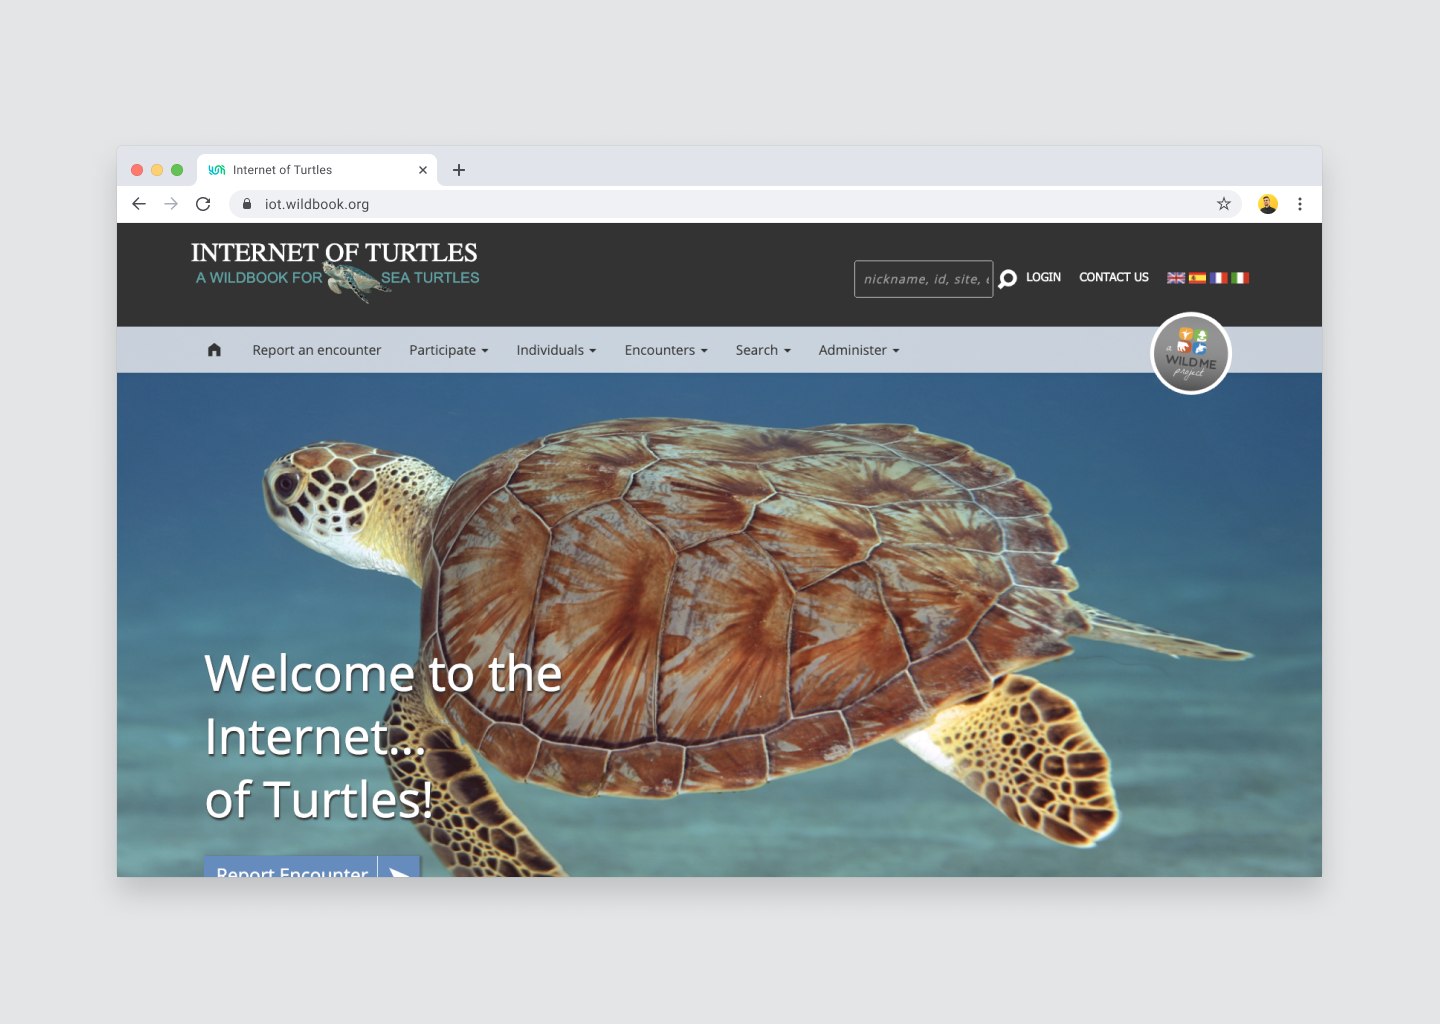 Internet of Turtles
iot.wildbook.org
INTERNET OF TURTLES
A WILDBOOK FOR SEA TURTLES
nickname, id, site,
LOGIN
CONTACT US
Report an encounter
Participate
Individuals
Encounters
Search
Administer
a
WILD ME
project
Welcome to the
Internet...
of Turtles!
Report Encounter